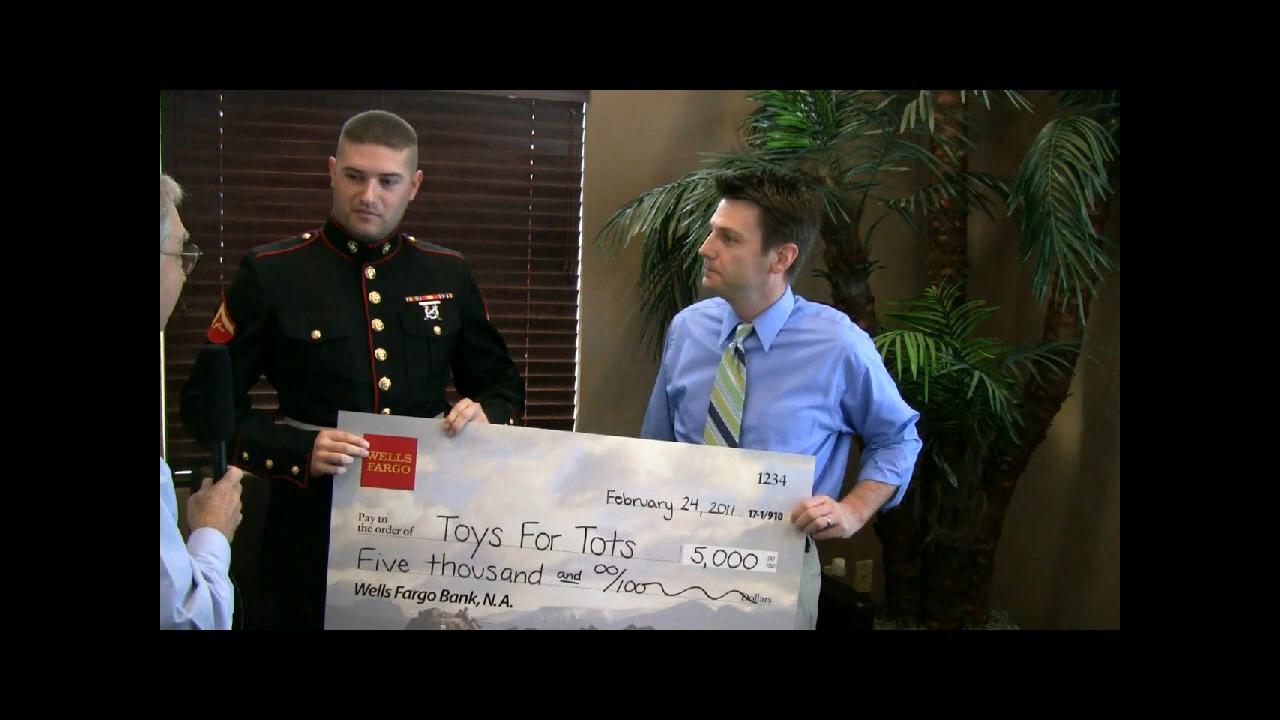 WELLS
FARGO
1234
February 24, 2011 17-1/910
Pay to
the order of Toys For Tots 5,000 00/100
Five thousand and 00/100 Dollars
Wells Fargo Bank, N.A.